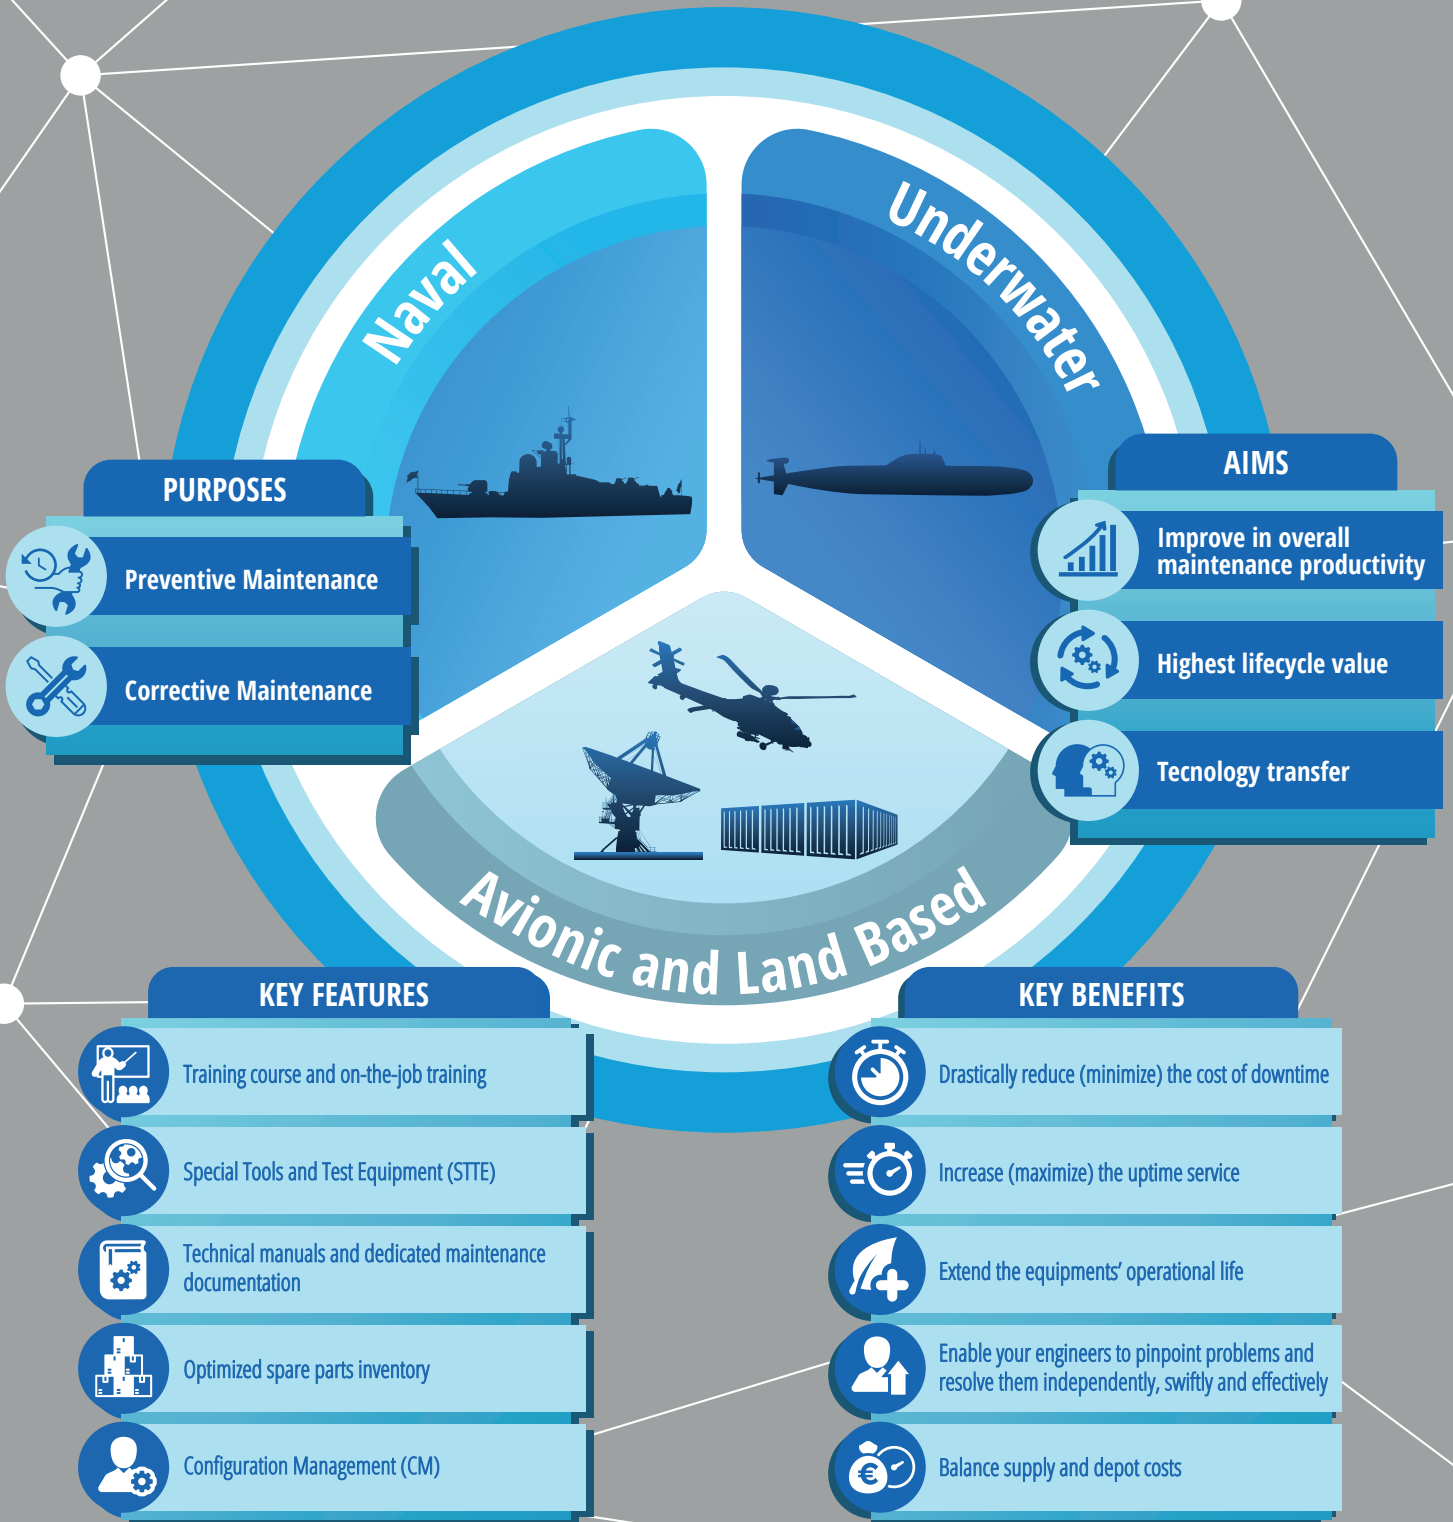 Naval
Underwater
PURPOSES
Preventive Maintenance
Corrective Maintenance
AIMS
Improve in overall
maintenance productivity
Highest lifecycle value
Tecnology transfer
Avionic and Land Based
KEY FEATURES
Training course and on-the-job training
Special Tools and Test Equipment (STTE)
Technical manuals and dedicated maintenance
documentation
Optimized spare parts inventory
Configuration Management (CM)
KEY BENEFITS
Drastically reduce (minimize) the cost of downtime
Increase (maximize) the uptime service
Extend the equipments’ operational life
Enable your engineers to pinpoint problems and
resolve them independently, swiftly and effectively
€
Balance supply and depot costs